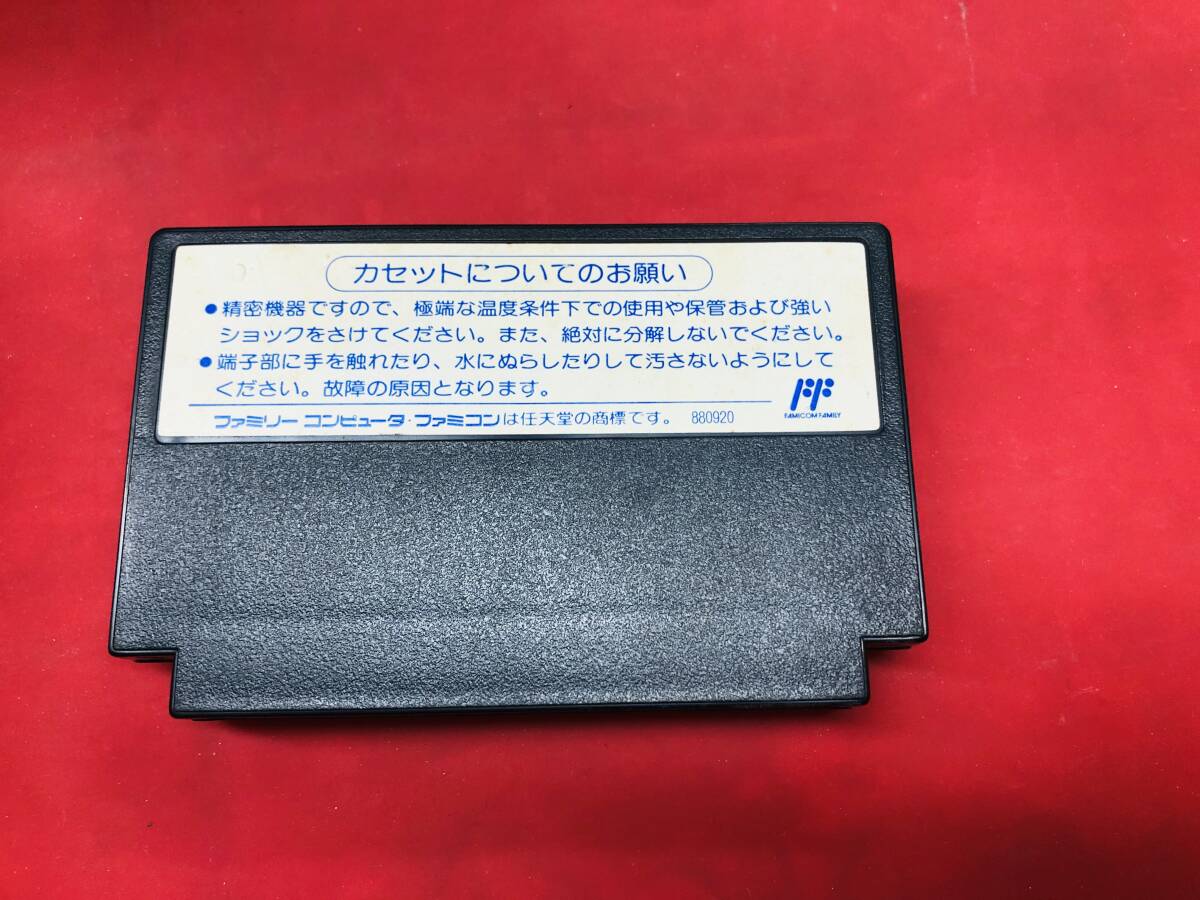 カセットについてのお願い
●精密機器ですので、極端な温度条件下での使用や保管および強い
ショックをさけてください。また、絶対に分解しないでください。
●端子部に手を触れたり、水にぬらしたりして汚さないようにして
ください。故障の原因となります。
FAMICOM FAMILY
ファミリーコンピュータ・ファミコンは任天堂の商標です。 880920